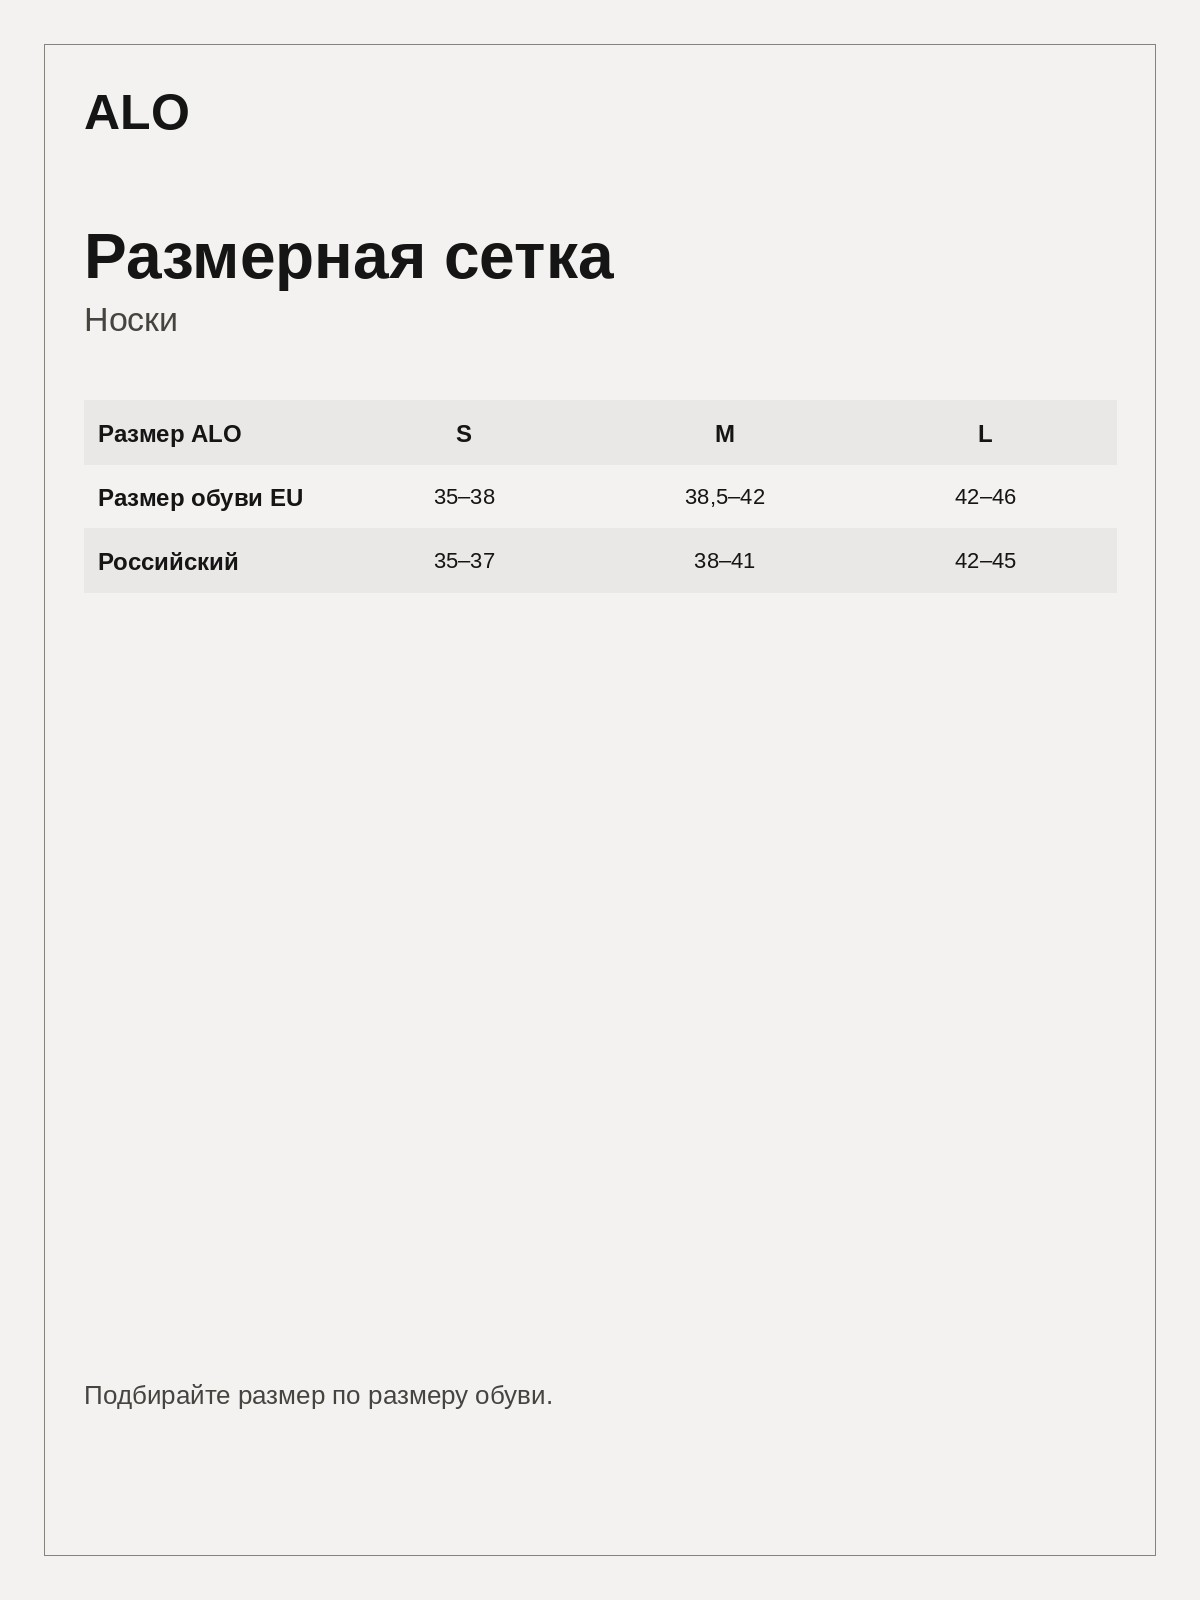 ALO
Размерная сетка
Носки
Размер ALO S M L
Размер обуви EU 35–38 38,5–42 42–46
Российский 35–37 38–41 42–45
Подбирайте размер по размеру обуви.